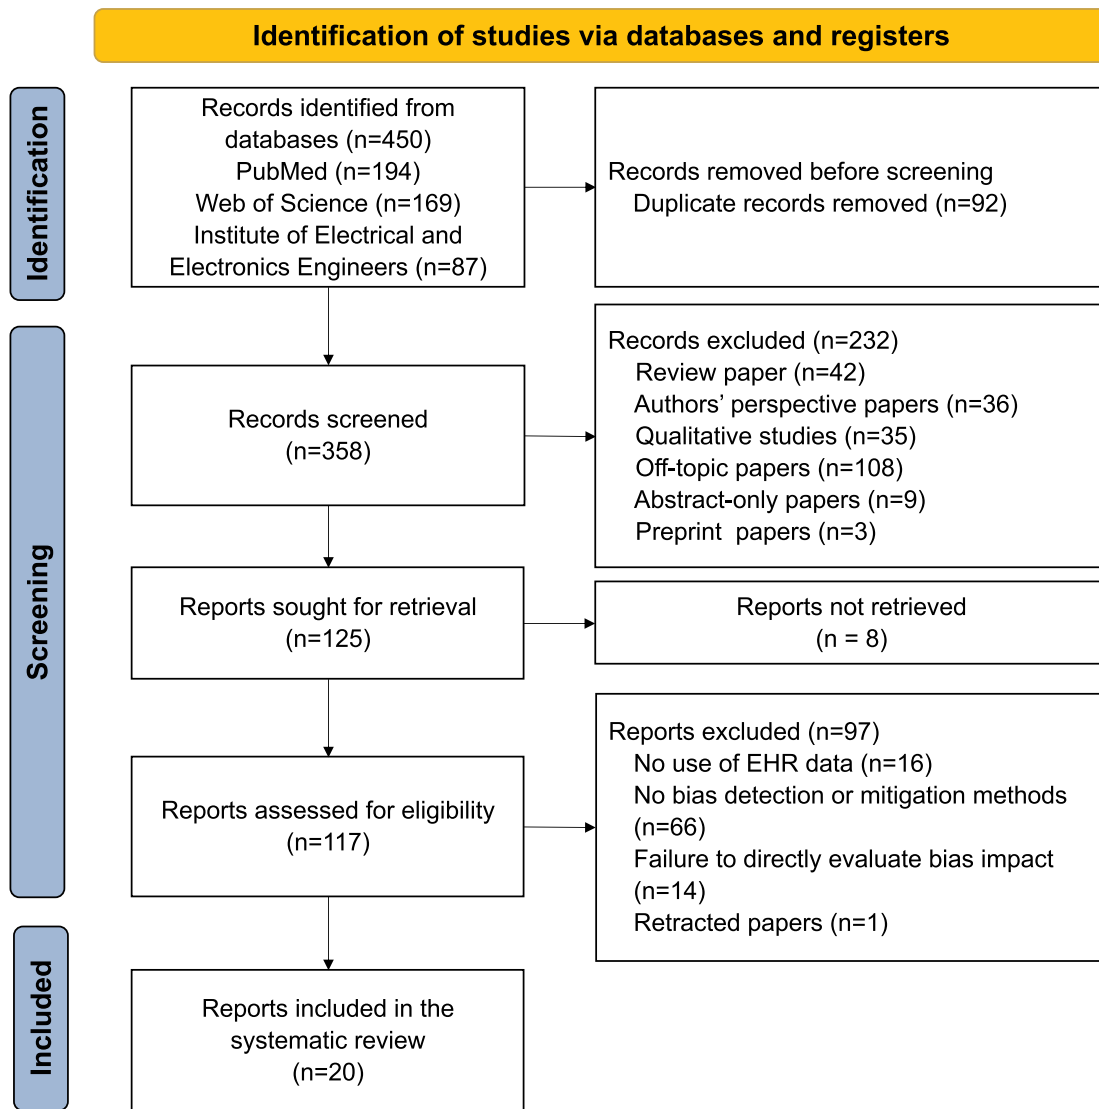 Identification of studies via databases and registers
Identification
Records identified from
databases (n=450)
PubMed (n=194)
Web of Science (n=169)
Institute of Electrical and
Electronics Engineers (n=87)
Records removed before screening
Duplicate records removed (n=92)
Screening
Records screened
(n=358)
Records excluded (n=232)
Review paper (n=42)
Authors’ perspective papers (n=36)
Qualitative studies (n=35)
Off-topic papers (n=108)
Abstract-only papers (n=9)
Preprint papers (n=3)
Reports sought for retrieval
(n=125)
Reports not retrieved
(n = 8)
Reports assessed for eligibility
(n=117)
Reports excluded (n=97)
No use of EHR data (n=16)
No bias detection or mitigation methods
(n=66)
Failure to directly evaluate bias impact
(n=14)
Retracted papers (n=1)
Included
Reports included in the
systematic review
(n=20)